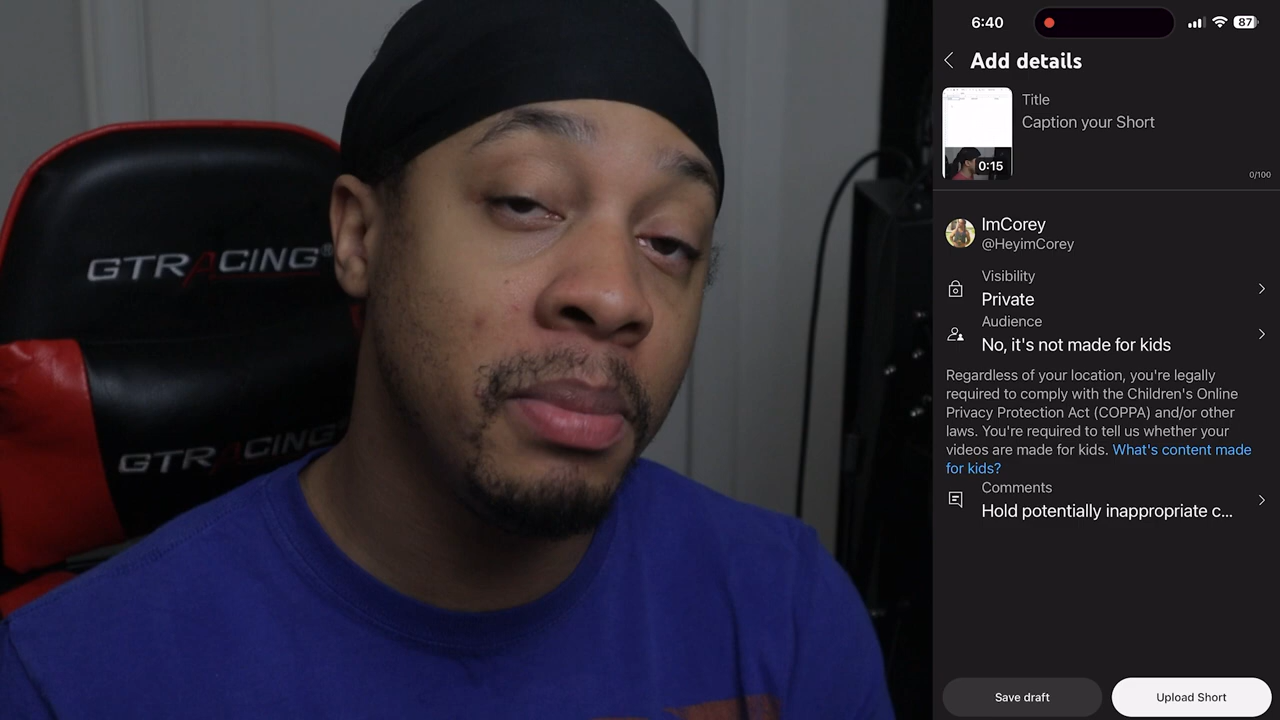 GTRACING®
GTRACING
6:40
87
Add details
Title
Caption your Short
0:15
0/100
ImCorey
@HeyimCorey
Visibility
Private
Audience
No, it's not made for kids
Regardless of your location, you're legally
required to comply with the Children's Online
Privacy Protection Act (COPPA) and/or other
laws. You're required to tell us whether your
videos are made for kids. What's content made
for kids?
Comments
Hold potentially inappropriate c...
Save draft
Upload Short